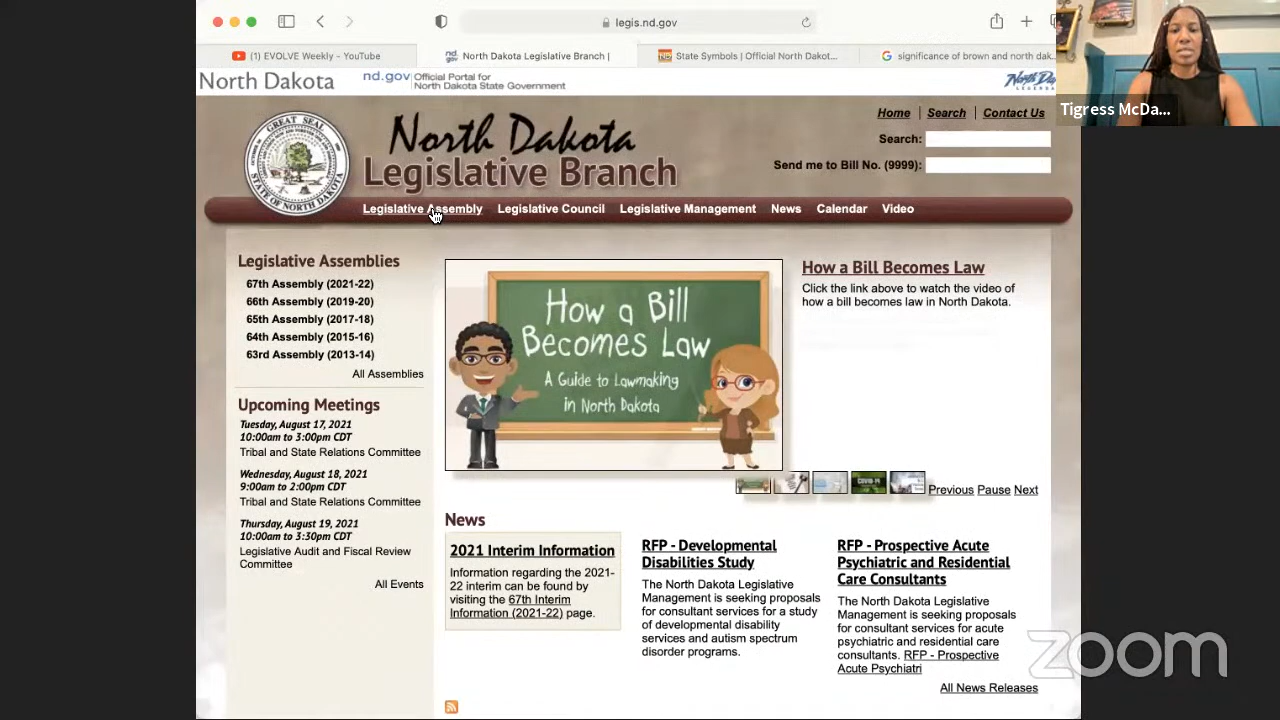 legis.nd.gov
(1) EVOLVE Weekly - YouTube
North Dakota Legislative Branch |
State Symbols | Official North Dakot...
significance of brown and north dak...
Tigress McDa...
North Dakota
nd.gov
Official Portal for
North Dakota State Government
GREAT SEAL
STATE OF NORTH DAKOTA
North Dakota
Legislative Branch
Home | Search | Contact Us
Search:
Send me to Bill No. (9999):
Legislative Assembly
Legislative Council
Legislative Management
News
Calendar
Video
Legislative Assemblies
67th Assembly (2021-22)
66th Assembly (2019-20)
65th Assembly (2017-18)
64th Assembly (2015-16)
63rd Assembly (2013-14)
All Assemblies
Upcoming Meetings
Tuesday, August 17, 2021
10:00am to 3:00pm CDT
Tribal and State Relations Committee
Wednesday, August 18, 2021
9:00am to 2:00pm CDT
Tribal and State Relations Committee
Thursday, August 19, 2021
10:00am to 3:30pm CDT
Legislative Audit and Fiscal Review
Committee
All Events
How a Bill
Becomes Law
A Guide to Lawmaking
in North Dakota
How a Bill Becomes Law
Click the link above to watch the video of
how a bill becomes law in North Dakota.
COVID-19
Previous Pause Next
News
2021 Interim Information
Information regarding the 2021-
22 interim can be found by
visiting the 67th Interim
Information (2021-22) page.
RFP - Developmental
Disabilities Study
The North Dakota Legislative
Management is seeking proposals
for consultant services for a study
of developmental disability
services and autism spectrum
disorder programs.
RFP - Prospective Acute
Psychiatric and Residential
Care Consultants
The North Dakota Legislative
Management is seeking proposals
for consultant services for acute
psychiatric and residential care
consultants. RFP - Prospective
Acute Psychiatri
All News Releases
zoom